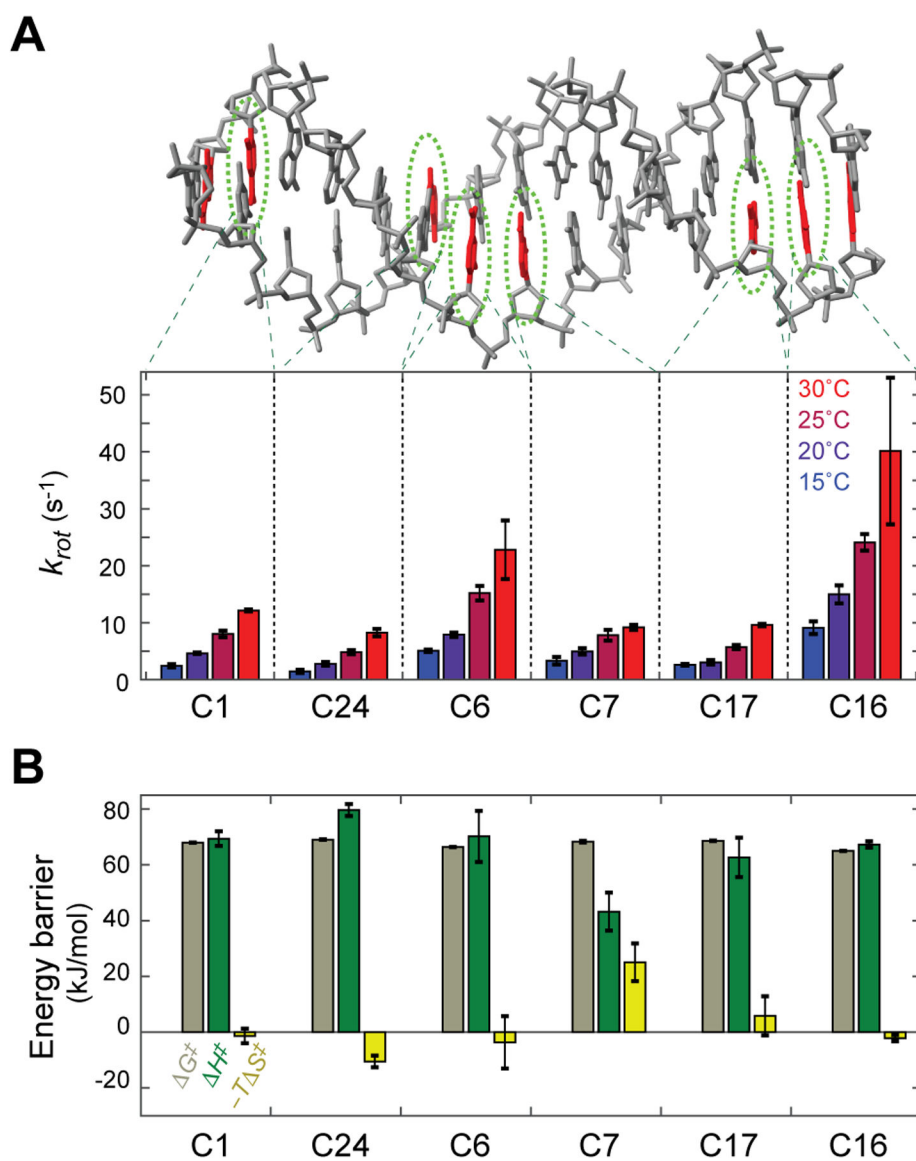 A
50
40
30
20
10
0
k_rot (s⁻¹)
30˚C
25˚C
20˚C
15˚C
C1 C24 C6 C7 C17 C16
B
80
60
40
20
0
-20
Energy barrier
(kJ/mol)
ΔG‡ ΔH‡ –TΔS‡
C1 C24 C6 C7 C17 C16